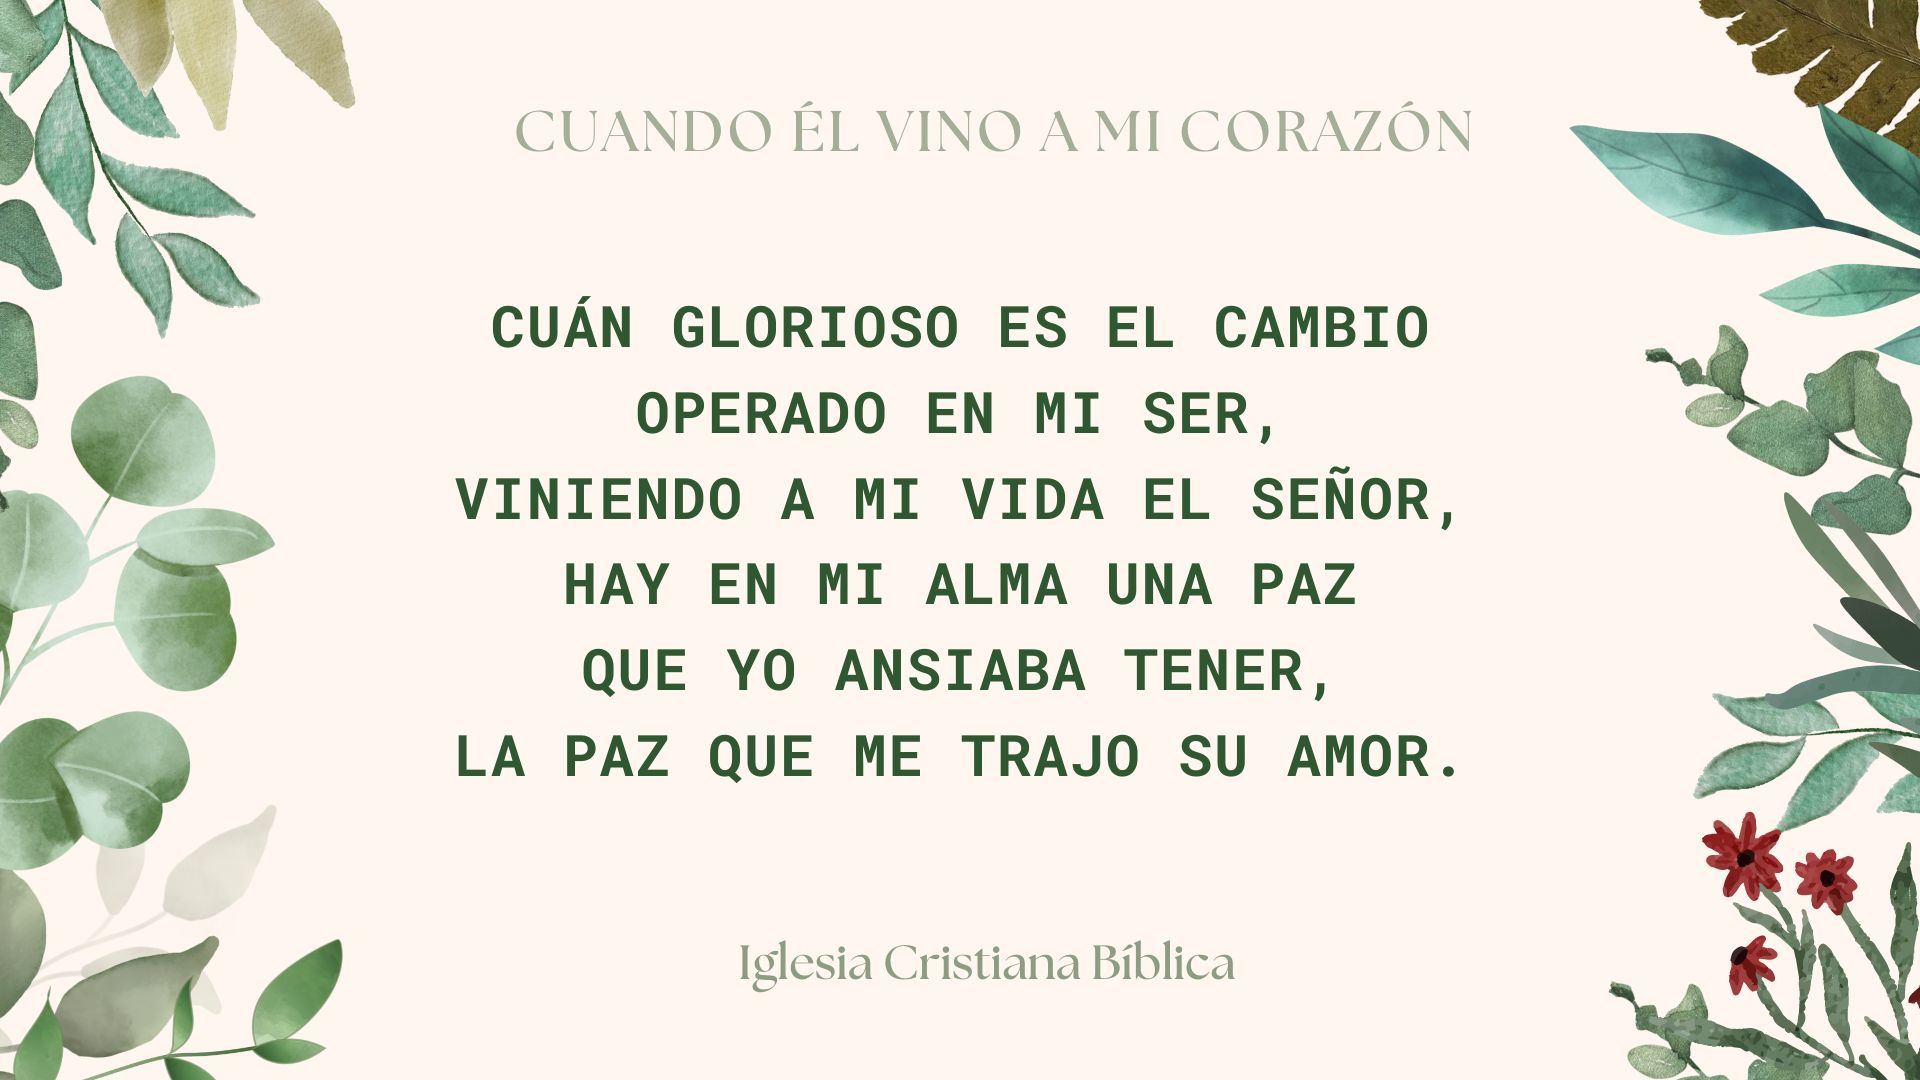 CUANDO ÉL VINO A MI CORAZÓN
CUÁN GLORIOSO ES EL CAMBIO
OPERADO EN MI SER,
VINIENDO A MI VIDA EL SEÑOR,
HAY EN MI ALMA UNA PAZ
QUE YO ANSIABA TENER,
LA PAZ QUE ME TRAJO SU AMOR.
Iglesia Cristiana Bíblica